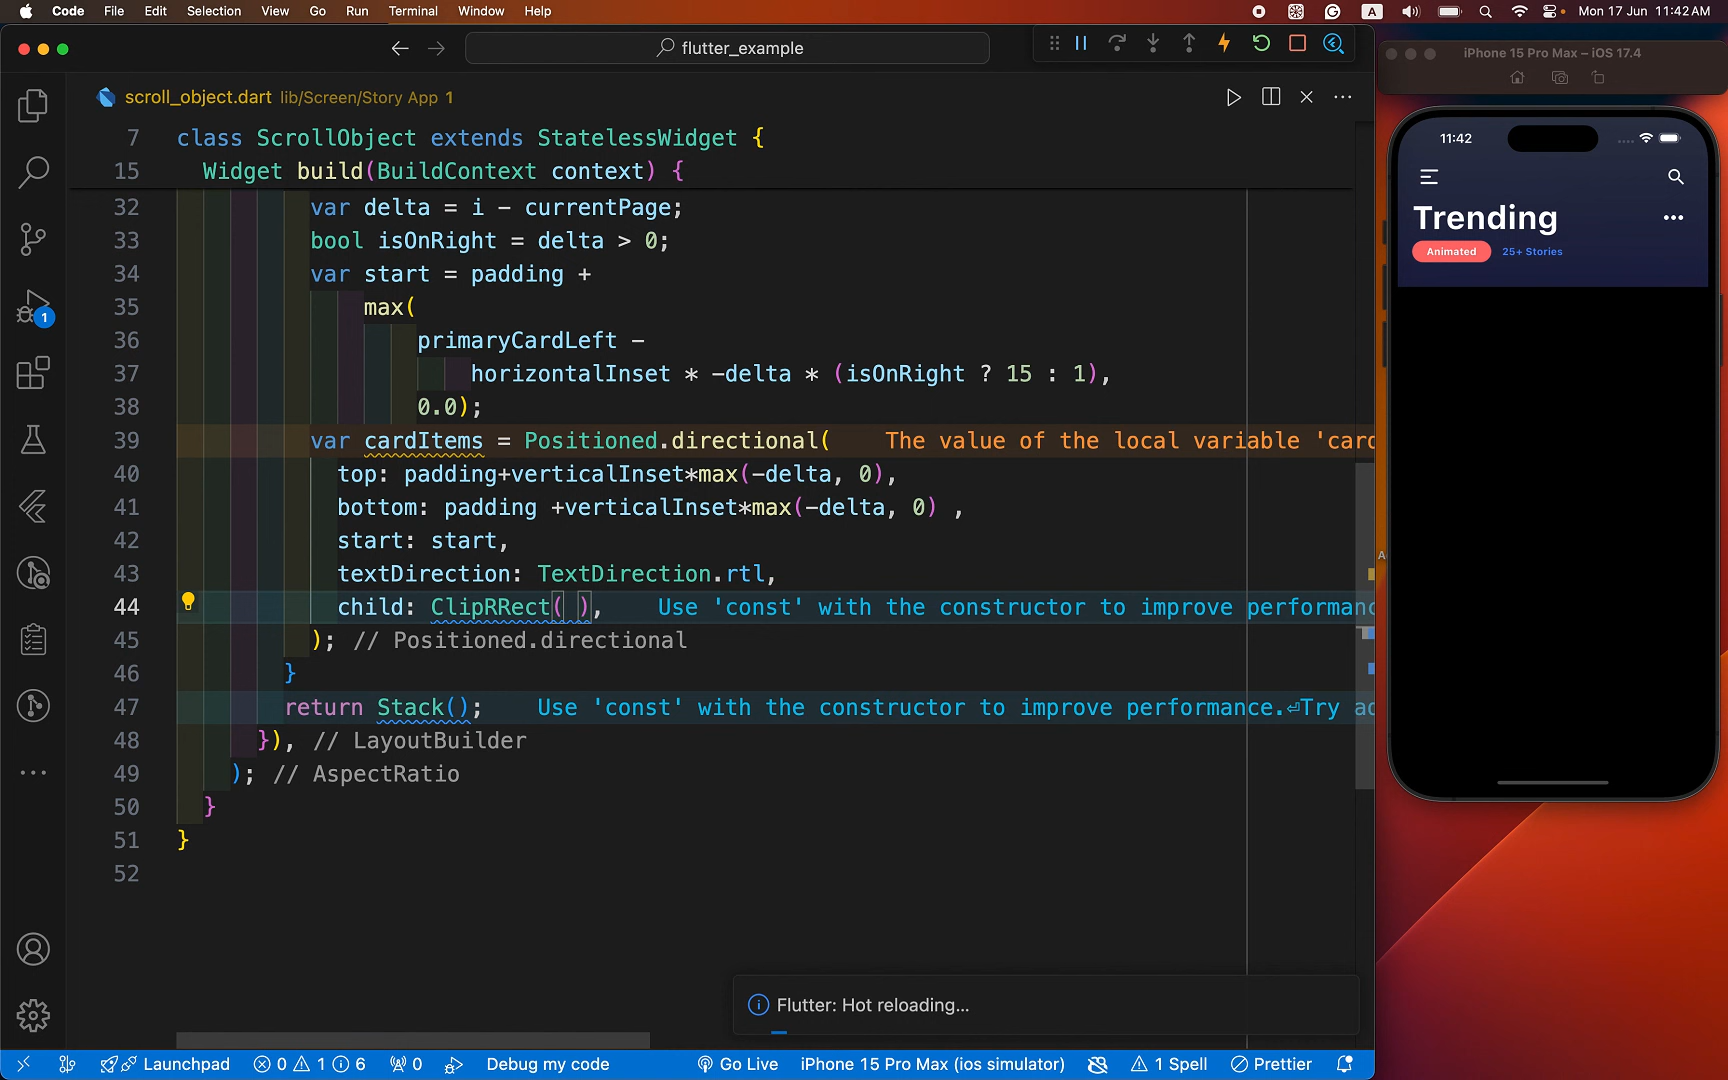 Code File Edit Selection View Go Run Terminal Window Help
A Mon 17 Jun 11:42 AM
flutter_example
iPhone 15 Pro Max – iOS 17.4
scroll_object.dart lib/Screen/Story App 1
7 class ScrollObject extends StatelessWidget {
15 Widget build(BuildContext context) {
32 var delta = i - currentPage;
33 bool isOnRight = delta > 0;
34 var start = padding +
35 max(
36 primaryCardLeft -
37 horizontalInset * -delta * (isOnRight ? 15 : 1),
38 0.0);
39 var cardItems = Positioned.directional( The value of the local variable 'card
40 top: padding+verticalInset*max(-delta, 0),
41 bottom: padding +verticalInset*max(-delta, 0) ,
42 start: start,
43 textDirection: TextDirection.rtl,
44 child: ClipRRect( ), Use 'const' with the constructor to improve performanc
45 ); // Positioned.directional
46 }
47 return Stack(); Use 'const' with the constructor to improve performance.⏎Try ad
48 }), // LayoutBuilder
49 ); // AspectRatio
50 }
51 }
52
1
11:42
Trending
Animated 25+ Stories
A
Flutter: Hot reloading...
Launchpad 0 1 6 0 Debug my code Go Live iPhone 15 Pro Max (ios simulator) 1 Spell Prettier